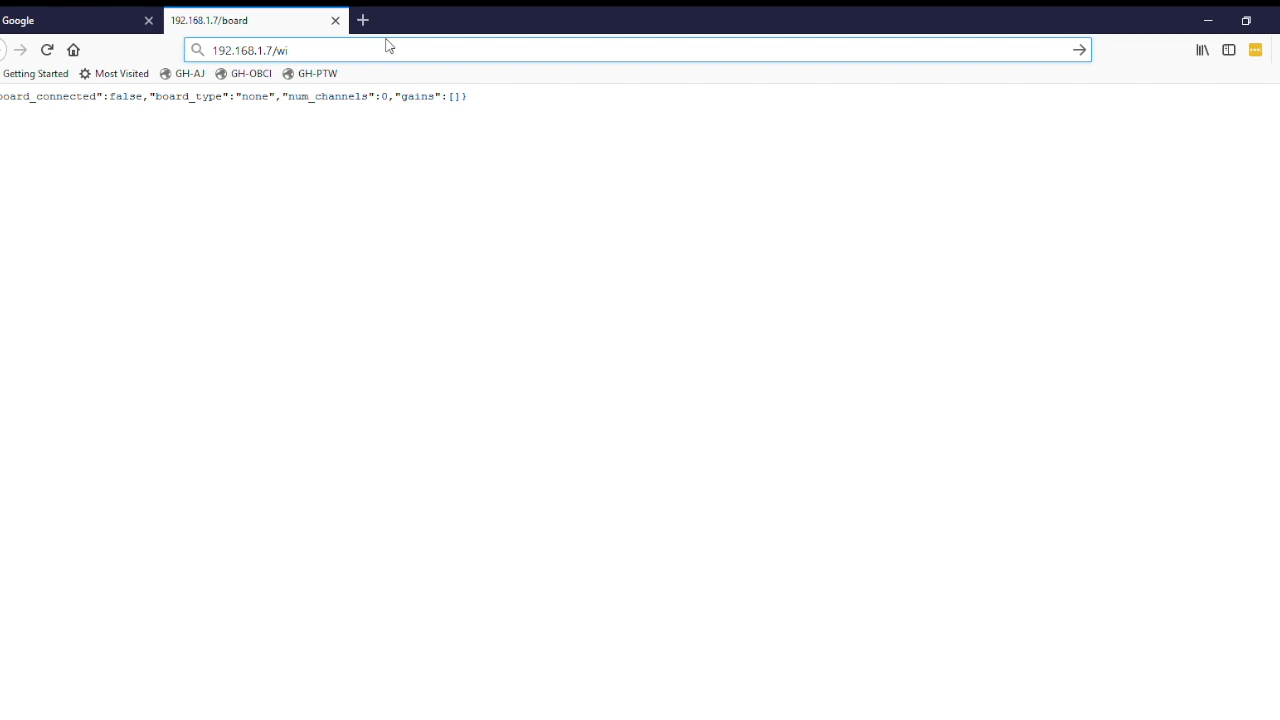 Google
192.168.1.7/board
192.168.1.7/wi
Getting Started Most Visited GH-AJ GH-OBCI GH-PTW
oard_connected":false,"board_type":"none","num_channels":0,"gains":[]}